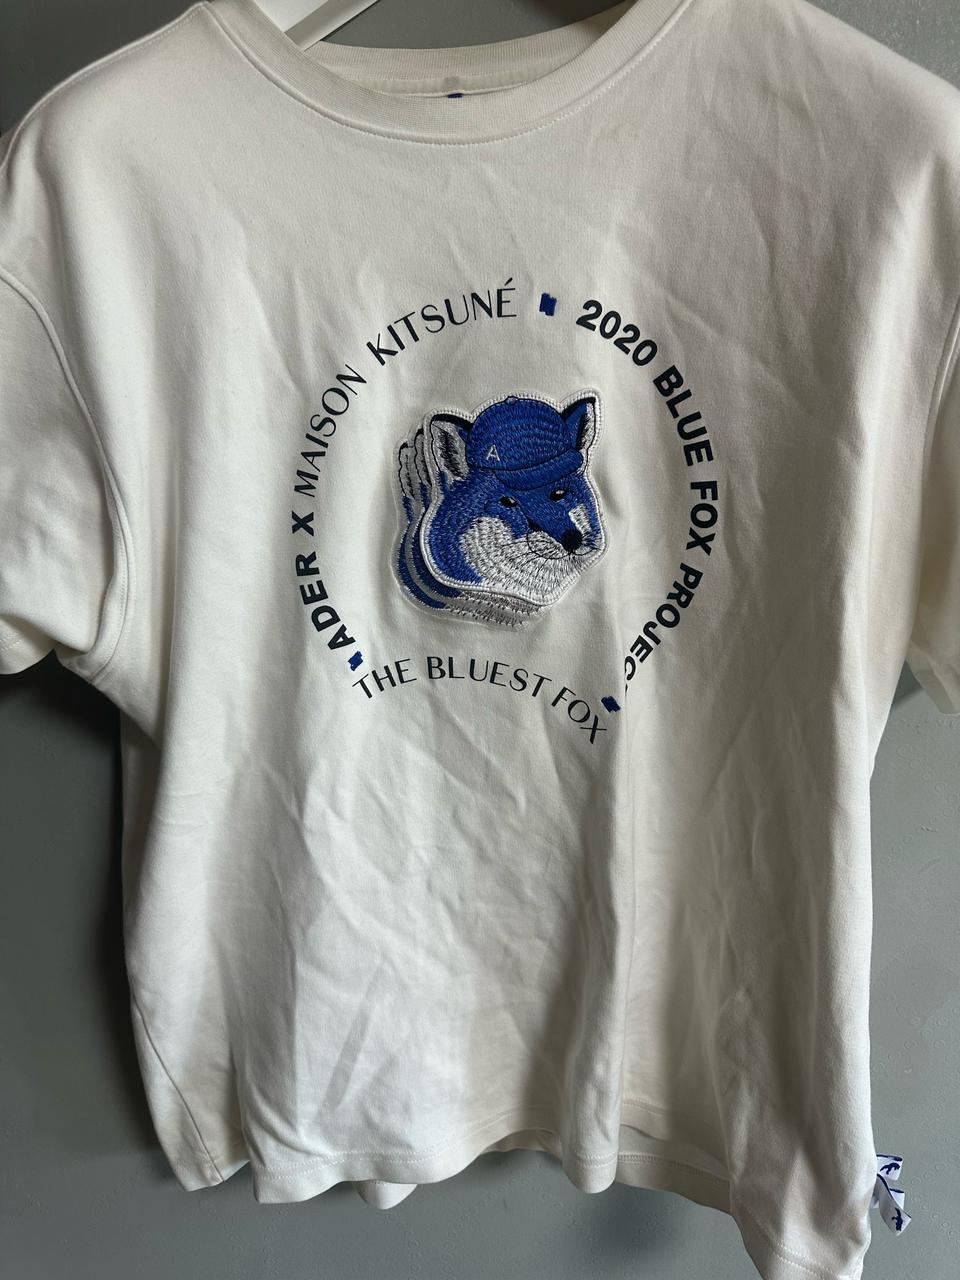 ADER X MAISON KITSUNÉ
2020 BLUE FOX PROJECT
THE BLUEST FOX
A